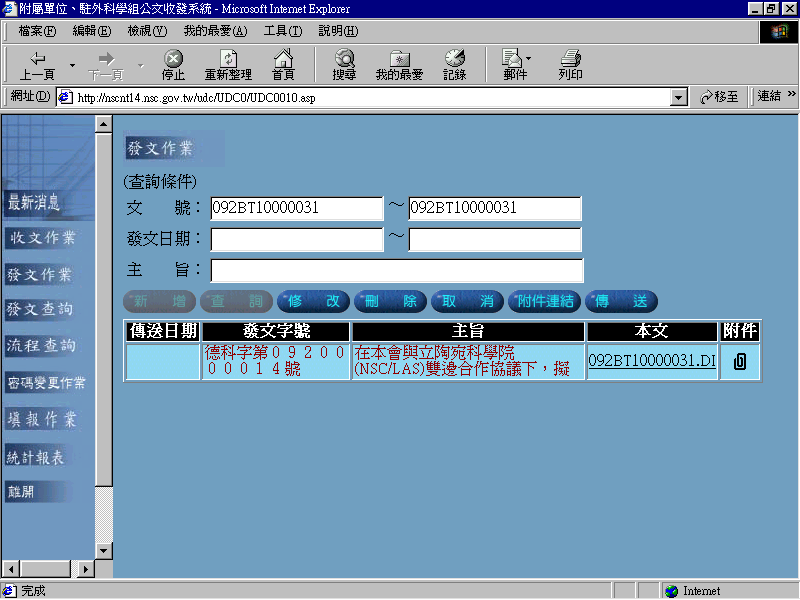 附屬單位、駐外科學組公文收發系統 - Microsoft Internet Explorer
檔案(F) 編輯(E) 檢視(V) 我的最愛(A) 工具(T) 說明(H)
上一頁 下一頁 停止 重新整理 首頁 搜尋 我的最愛 記錄 郵件 列印
網址(D) http://nscnt14.nsc.gov.tw/udc/UDC0/UDC0010.asp 移至 連結 »
最新消息
收文作業
發文作業
發文查詢
流程查詢
密碼變更作業
填報作業
統計報表
離開
發文作業
(查詢條件)
文 號： 092BT10000031 ～ 092BT10000031
發文日期： ～
主 旨：
新 增 查 詢 修 改 刪 除 取 消 附件連結 傳 送
傳送日期 發文字號 主旨 本文 附件
德科字第０９２００ 在本會與立陶宛科學院 092BT10000031.DI
０００１４號 (NSC/LAS)雙邊合作協議下，擬
完成 Internet